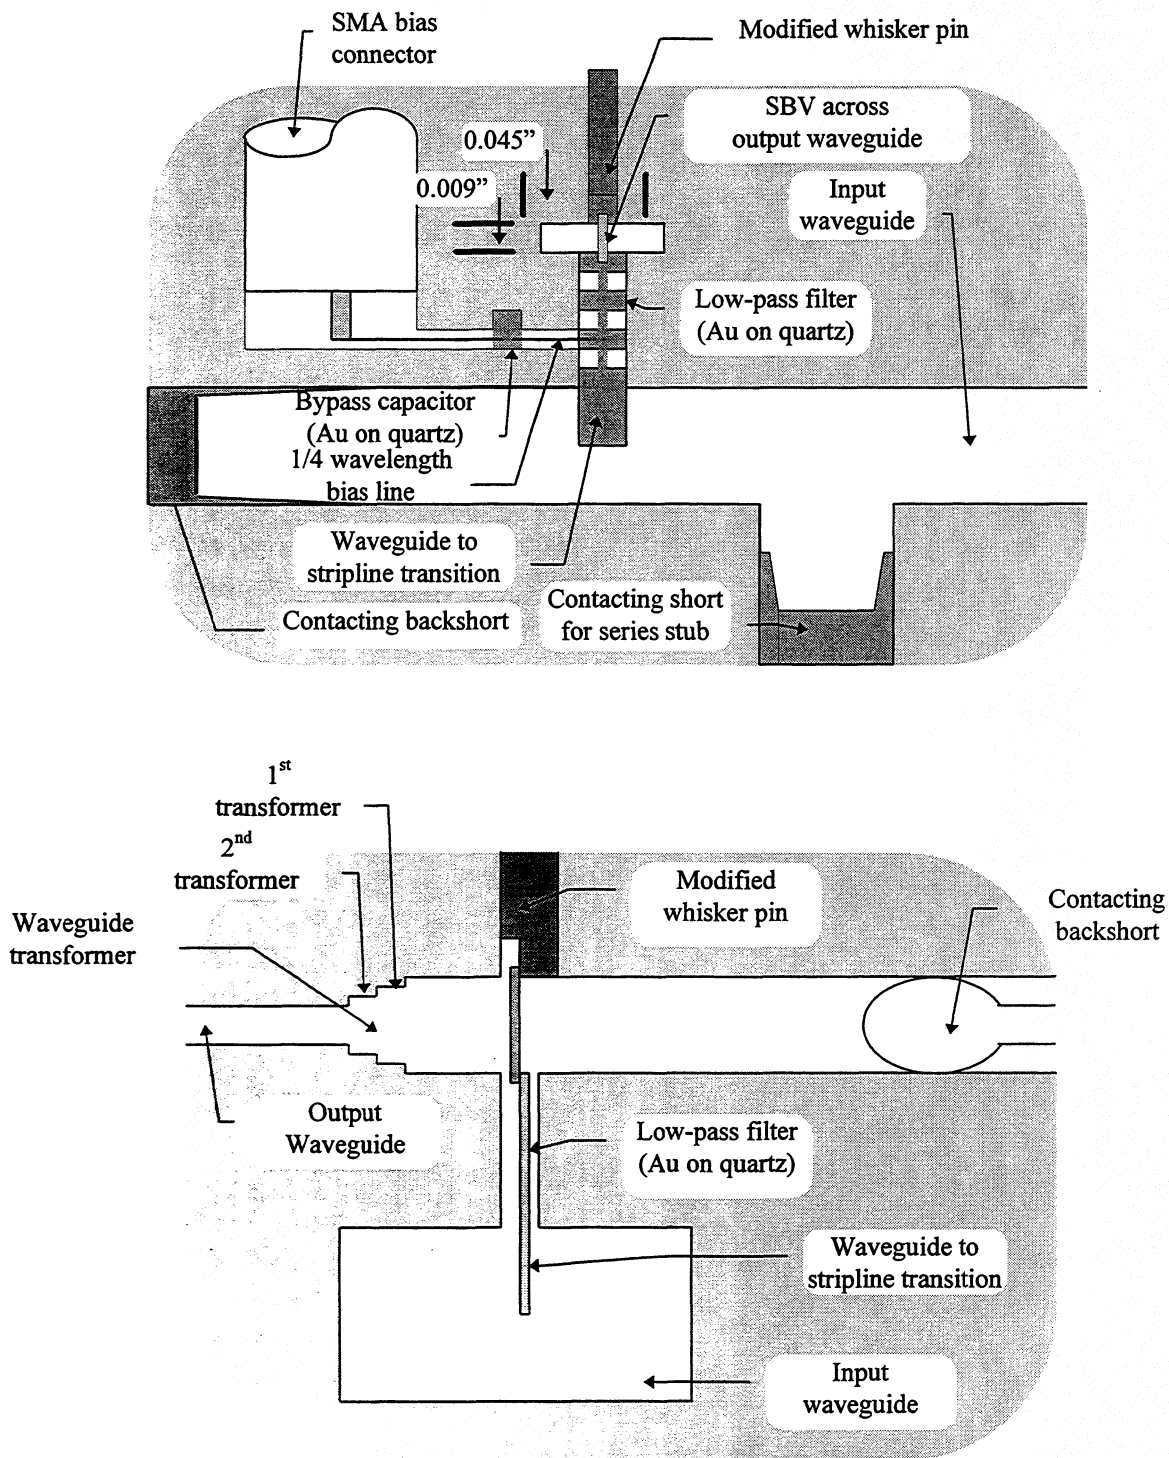 SMA bias
connector
Modified whisker pin
0.045”
SBV across
output waveguide
0.009”
Input
waveguide
Low-pass filter
(Au on quartz)
Bypass capacitor
(Au on quartz)
1/4 wavelength
bias line
Waveguide to
stripline transition
Contacting short
for series stub
Contacting backshort
1st
transformer
2nd
transformer
Waveguide
transformer
Modified
whisker pin
Contacting
backshort
Output
Waveguide
Low-pass filter
(Au on quartz)
Waveguide to
stripline transition
Input
waveguide